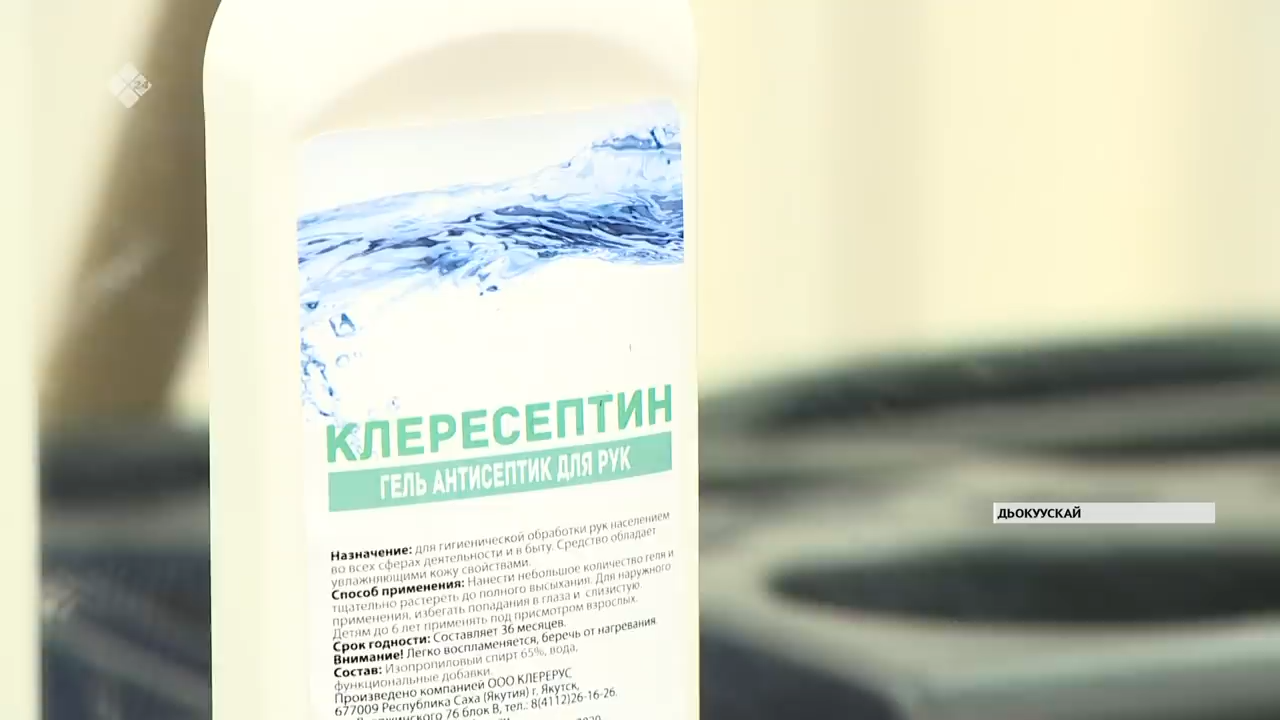 24
КЛЕРЕСЕПТИН
ГЕЛЬ АНТИСЕПТИК ДЛЯ РУК
ДЬОКУУСКАЙ
Назначение: для гигиенической обработки рук населением
во всех сферах деятельности и в быту. Средство обладает
увлажняющими кожу свойствами.
Способ применения: Нанести небольшое количество геля и
тщательно растереть до полного высыхания. Для наружного
применения, избегать попадания в глаза и слизистую.
Детям до 6 лет применять под присмотром взрослых.
Срок годности: Составляет 36 месяцев.
Внимание! Легко воспламеняется, беречь от нагревания.
Состав: Изопропиловый спирт 65%, вода,
функциональные добавки.
Произведено компанией ООО КЛЕРЕРУС
677009 Республика Саха (Якутия) г. Якутск,
76 блок В, тел.: 8(4112)26-16-26.